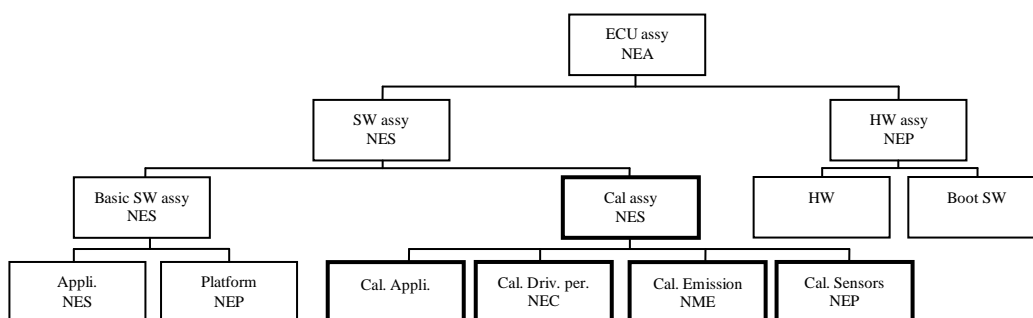 ECU assy
NEA
SW assy
NES
HW assy
NEP
Basic SW assy
NES
Cal assy
NES
HW
Boot SW
Appli.
NES
Platform
NEP
Cal. Appli.
Cal. Driv. per.
NEC
Cal. Emission
NME
Cal. Sensors
NEP